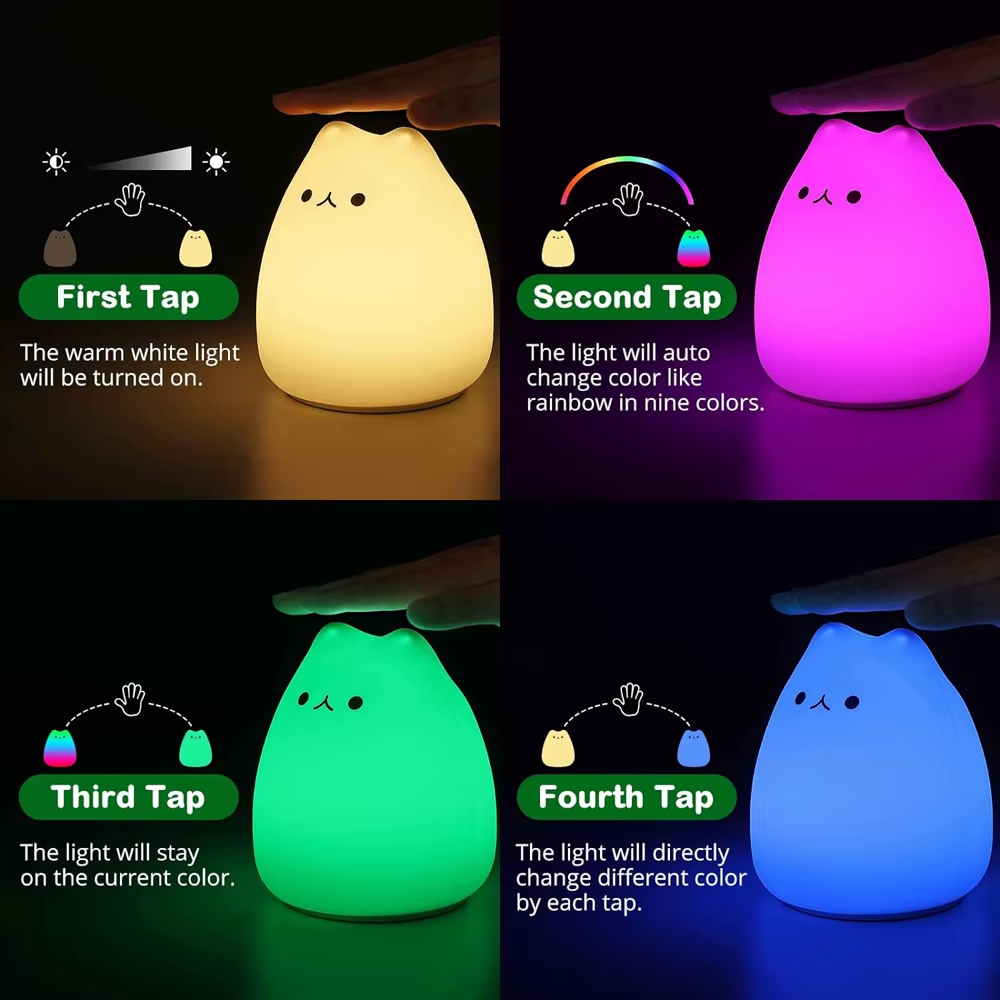 First Tap
The warm white light
will be turned on.
Second Tap
The light will auto
change color like
rainbow in nine colors.
Third Tap
The light will stay
on the current color.
Fourth Tap
The light will directly
change different color
by each tap.